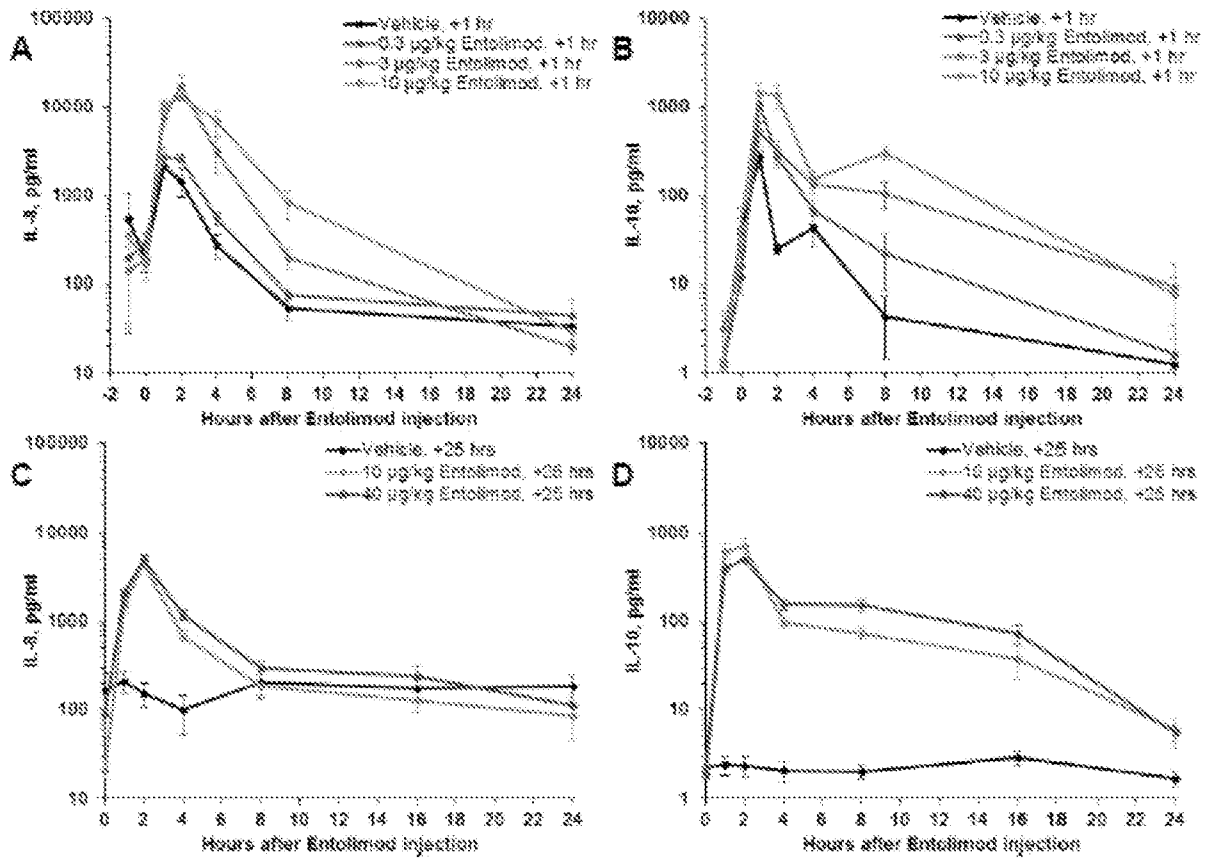 A
100000
10000
1000
100
10
IL-8, pg/ml
-2 0 2 4 6 8 10 12 14 16 18 20 22 24
Hours after Entolimod injection
Vehicle, +1 hr
0.3 µg/kg Entolimod, +1 hr
3 µg/kg Entolimod, +1 hr
10 µg/kg Entolimod, +1 hr
B
10000
1000
100
10
1
IL-10, pg/ml
-2 0 2 4 6 8 10 12 14 16 18 20 22 24
Hours after Entolimod injection
Vehicle, +1 hr
0.3 µg/kg Entolimod, +1 hr
3 µg/kg Entolimod, +1 hr
10 µg/kg Entolimod, +1 hr
C
100000
10000
1000
100
10
IL-8, pg/ml
0 2 4 6 8 10 12 14 16 18 20 22 24
Hours after Entolimod injection
Vehicle, +25 hrs
10 µg/kg Entolimod, +25 hrs
40 µg/kg Entolimod, +25 hrs
D
10000
1000
100
10
1
IL-10, pg/ml
0 2 4 6 8 10 12 14 16 18 20 22 24
Hours after Entolimod injection
Vehicle, +25 hrs
10 µg/kg Entolimod, +25 hrs
40 µg/kg Entolimod, +25 hrs